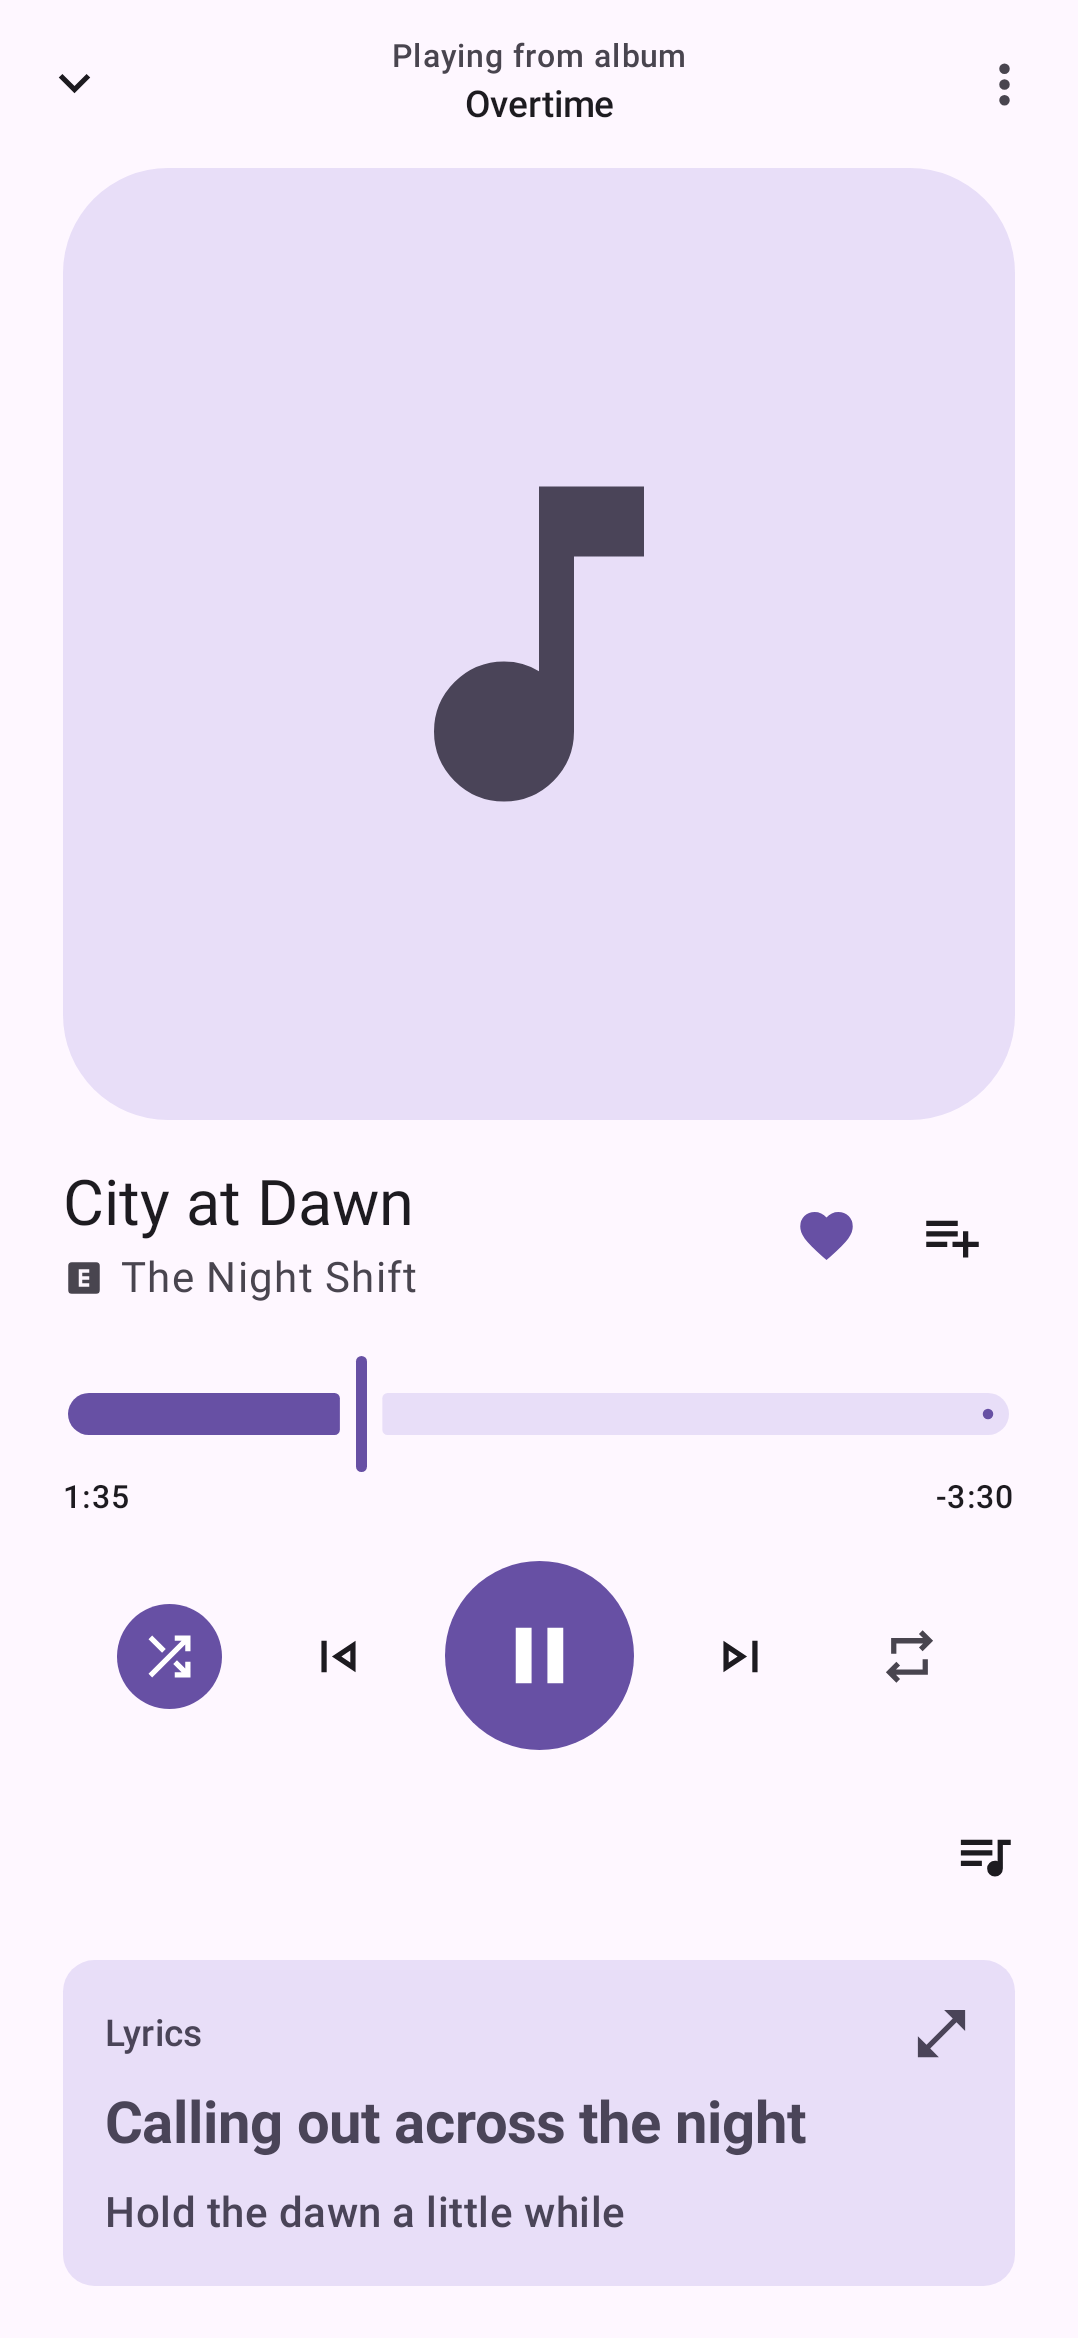 Playing from album
Overtime
City at Dawn
E The Night Shift
1:35
-3:30
Lyrics
Calling out across the night
Hold the dawn a little while